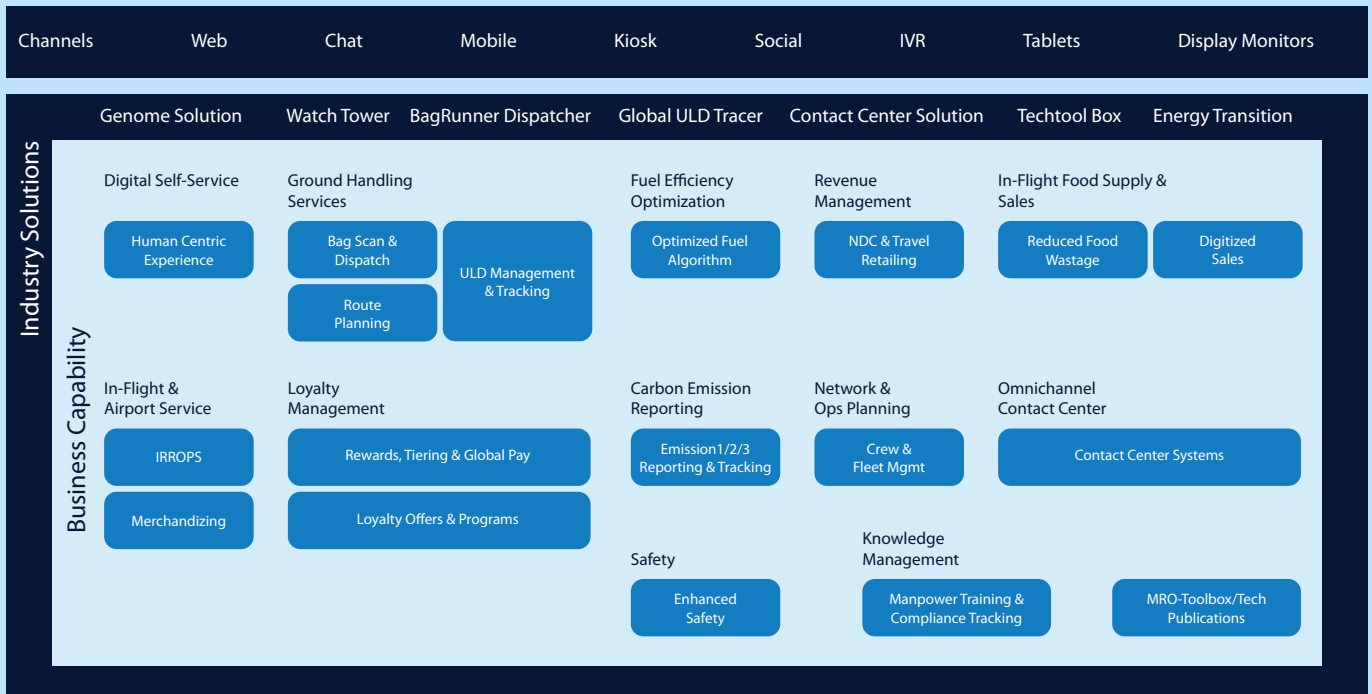 Channels Web Chat Mobile Kiosk Social IVR Tablets Display Monitors
Industry Solutions
Genome Solution Watch Tower BagRunner Dispatcher Global ULD Tracer Contact Center Solution Techtool Box Energy Transition
Business Capability
Digital Self-Service
Human Centric
Experience
Ground Handling
Services
Bag Scan &
Dispatch
Route
Planning
ULD Management
& Tracking
Fuel Efficiency
Optimization
Optimized Fuel
Algorithm
Revenue
Management
NDC & Travel
Retailing
In-Flight Food Supply &
Sales
Reduced Food
Wastage
Digitized
Sales
In-Flight &
Airport Service
IRROPS
Merchandizing
Loyalty
Management
Rewards, Tiering & Global Pay
Loyalty Offers & Programs
Carbon Emission
Reporting
Emission1/2/3
Reporting & Tracking
Network &
Ops Planning
Crew &
Fleet Mgmt
Omnichannel
Contact Center
Contact Center Systems
Safety
Enhanced
Safety
Knowledge
Management
Manpower Training &
Compliance Tracking
MRO-Toolbox/Tech
Publications